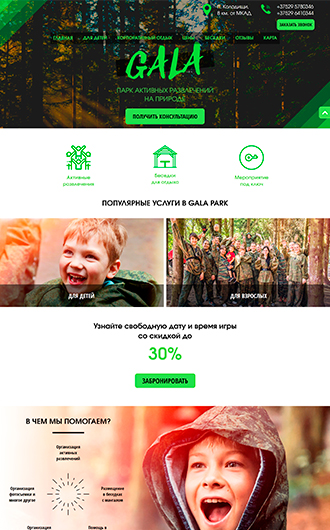 п. Колодищи,
8 км. от МКАД
+37529 5780346
+37529 6410544
ЗАКАЗАТЬ ЗВОНОК
ГЛАВНАЯ ДЛЯ ДЕТЕЙ КОРПОРАТИВНЫЙ ОТДЫХ ЦЕНЫ БЕСЕДКИ ОТЗЫВЫ КАРТА
GALA
ПАРК АКТИВНЫХ РАЗВЛЕЧЕНИЙ
НА ПРИРОДЕ
ПОЛУЧИТЬ КОНСУЛЬТАЦИЮ
Активные
развлечения
Беседки
для отдыха
Мероприятия
под ключ
ПОПУЛЯРНЫЕ УСЛУГИ В GALA PARK
ДЛЯ ДЕТЕЙ
ДЛЯ ВЗРОСЛЫХ
Узнайте свободную дату и время игры
со скидкой до
30%
ЗАБРОНИРОВАТЬ
В ЧЕМ МЫ ПОМОГАЕМ?
Организация
активных
развлечений
Организация
фотосъемки и
многое другое
Размещение
в беседках
с мангалом
Организация
Помощь в